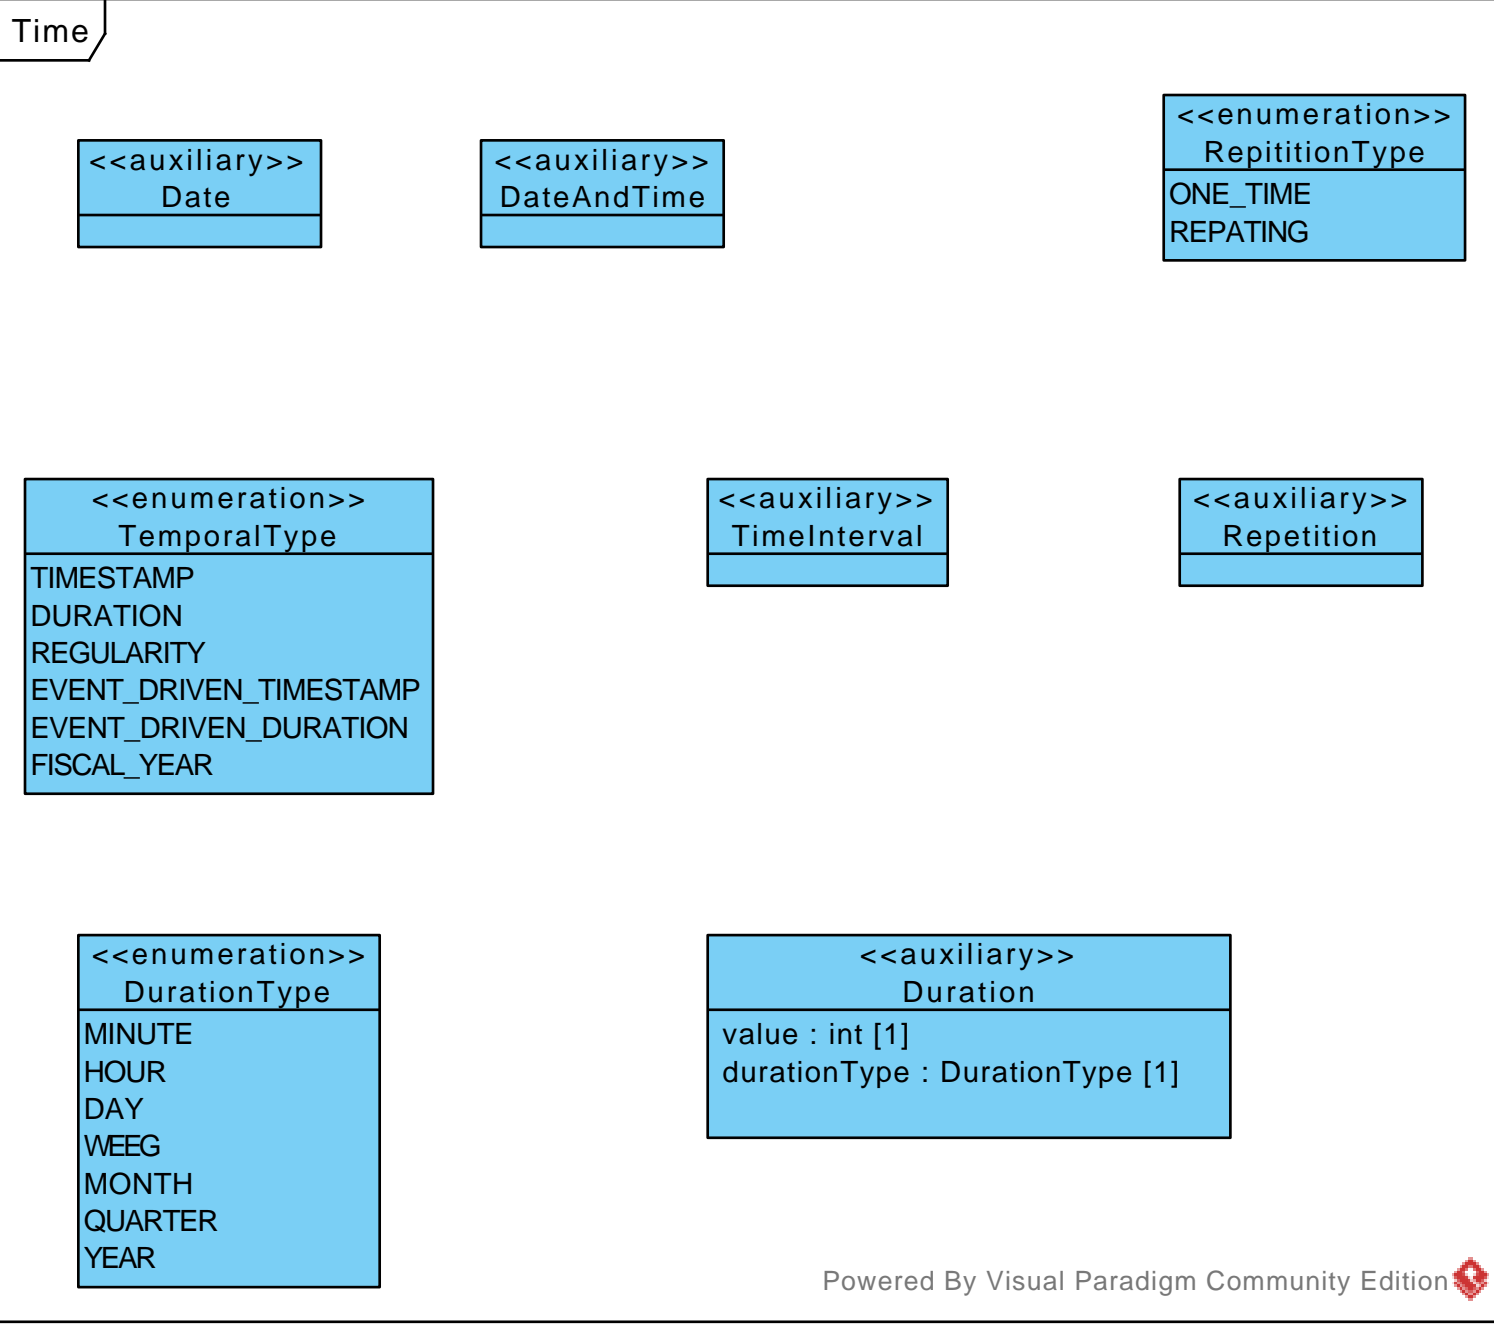 Time
<<auxiliary>>
Date
<<auxiliary>>
DateAndTime
<<enumeration>>
RepititionType
ONE_TIME
REPATING
<<enumeration>>
TemporalType
TIMESTAMP
DURATION
REGULARITY
EVENT_DRIVEN_TIMESTAMP
EVENT_DRIVEN_DURATION
FISCAL_YEAR
<<auxiliary>>
TimeInterval
<<auxiliary>>
Repetition
<<enumeration>>
DurationType
MINUTE
HOUR
DAY
WEEG
MONTH
QUARTER
YEAR
<<auxiliary>>
Duration
value : int [1]
durationType : DurationType [1]
Powered By Visual Paradigm Community Edition